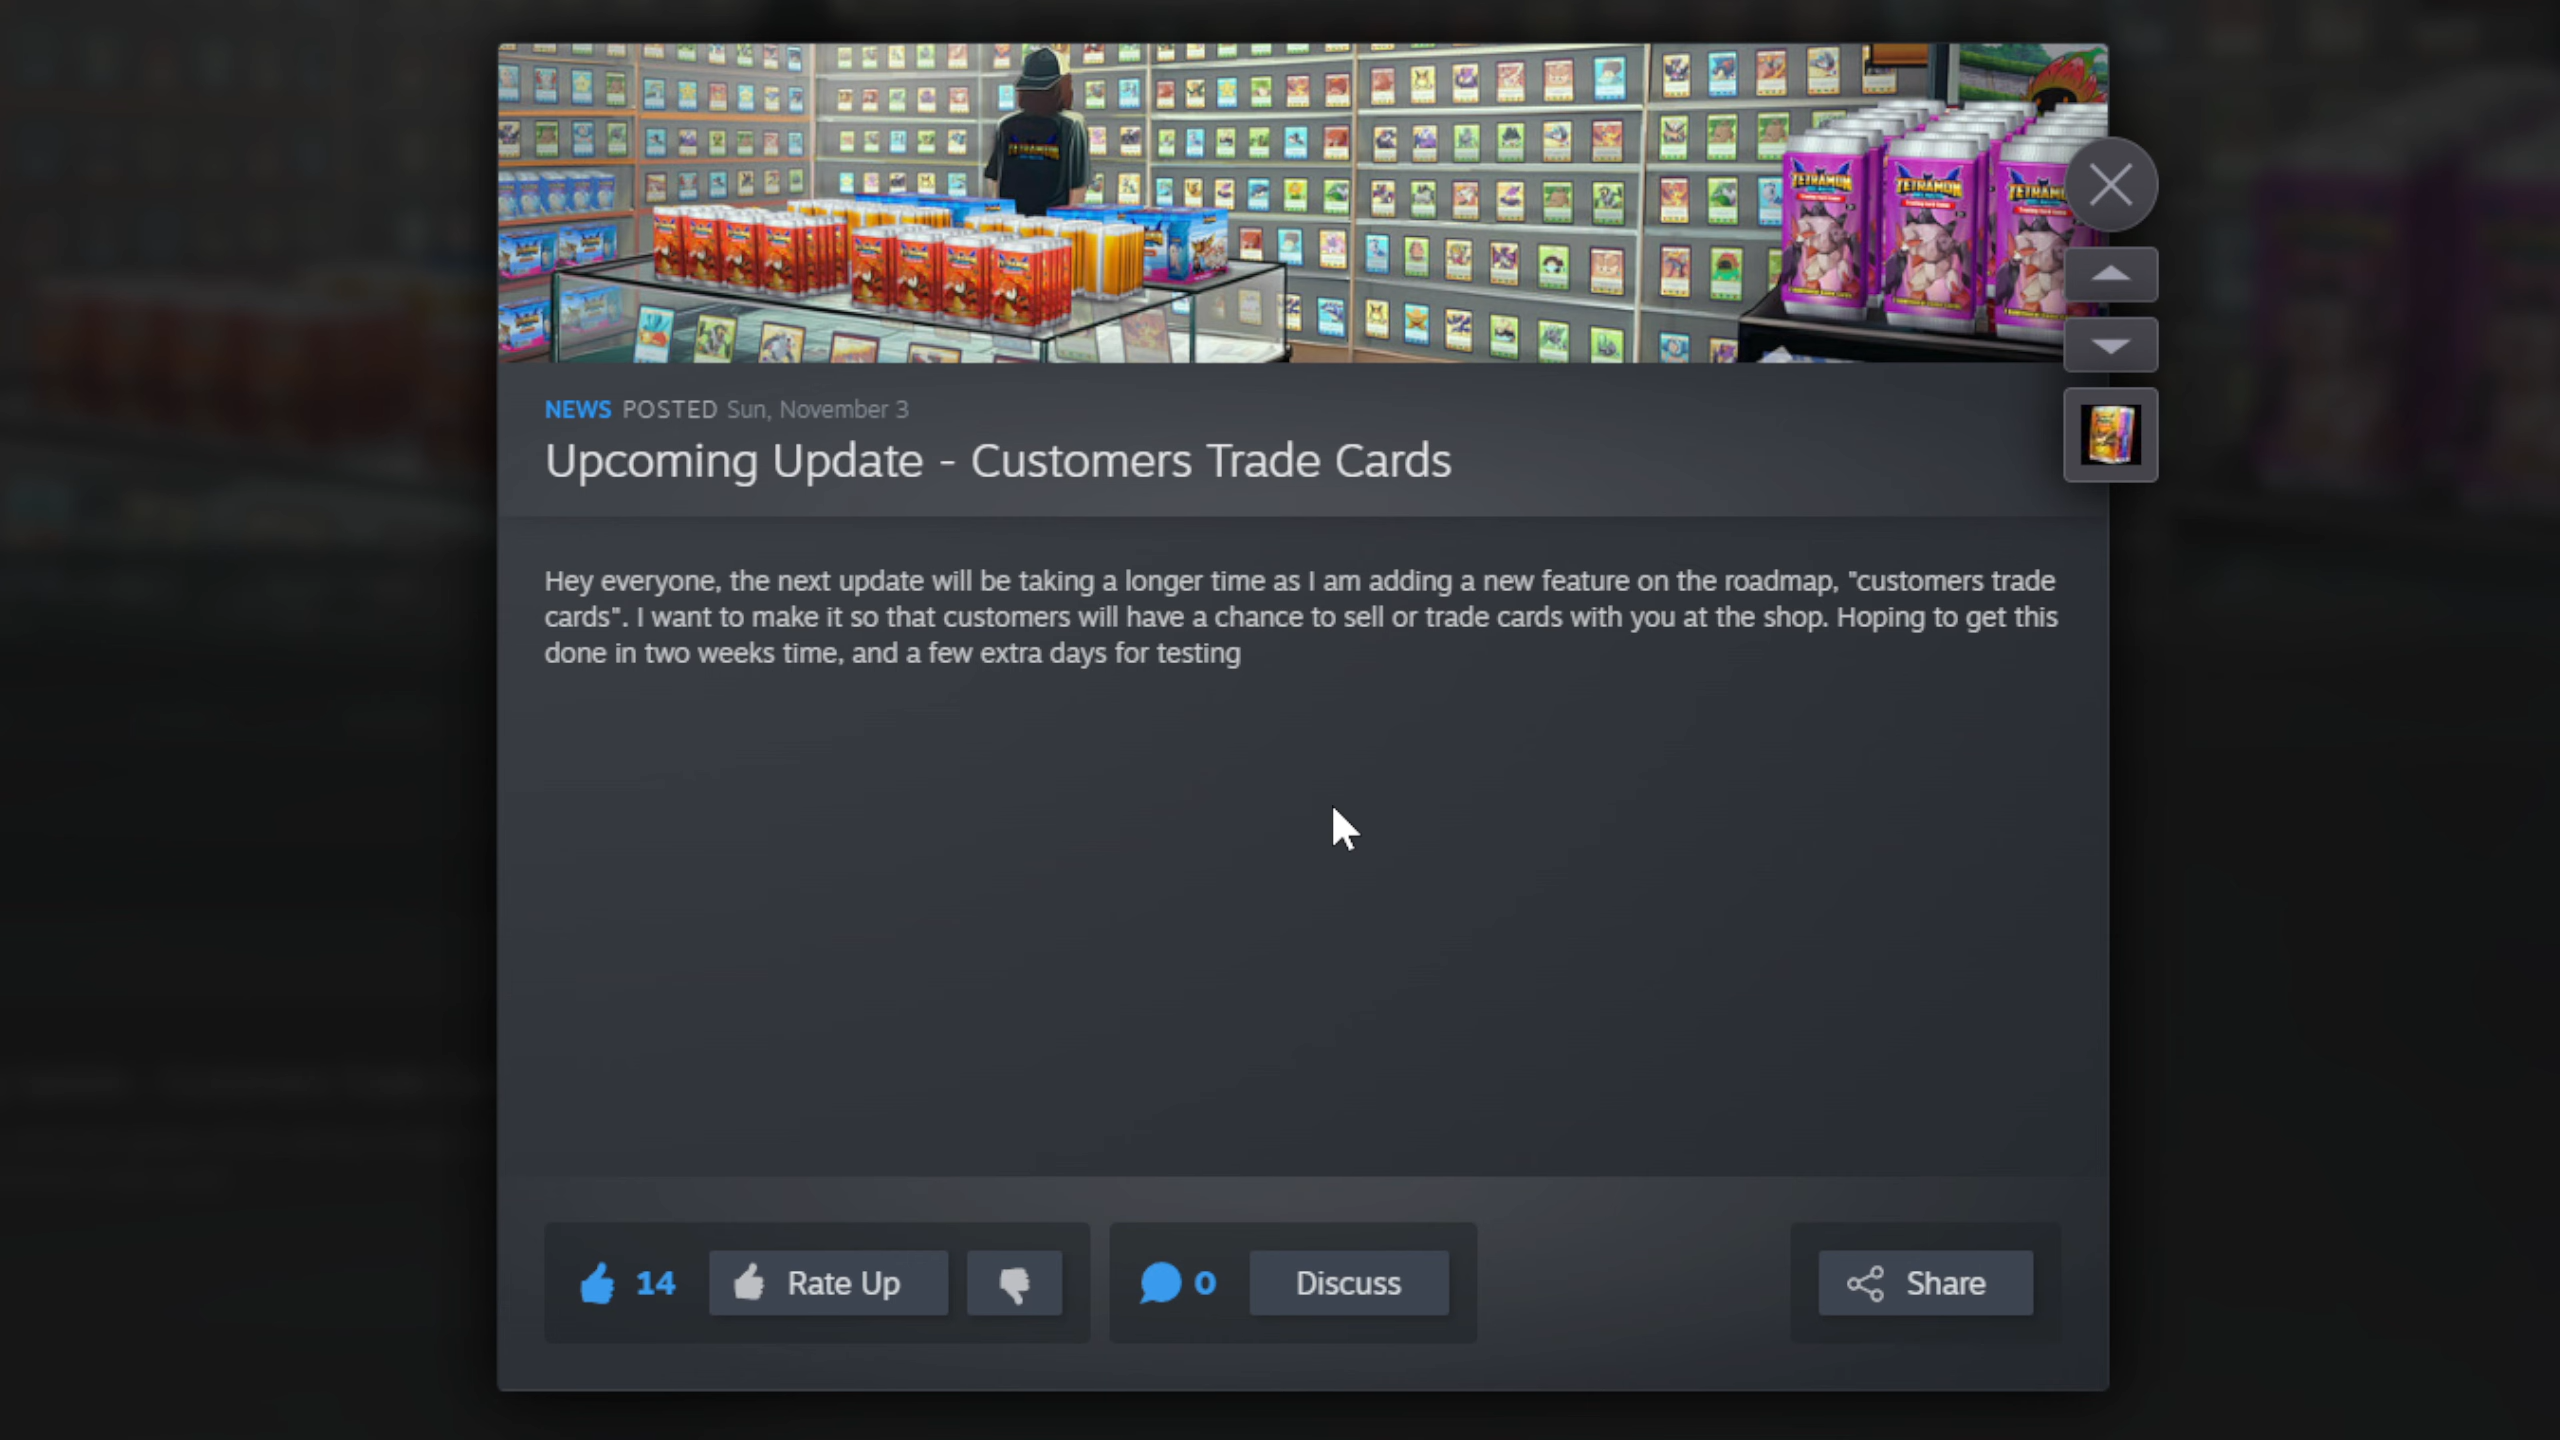 TETRAMON
TETRAMON
TETRAMON
NEWS POSTED Sun, November 3
Upcoming Update - Customers Trade Cards
Hey everyone, the next update will be taking a longer time as I am adding a new feature on the roadmap, "customers trade
cards". I want to make it so that customers will have a chance to sell or trade cards with you at the shop. Hoping to get this
done in two weeks time, and a few extra days for testing
14 Rate Up 0 Discuss Share